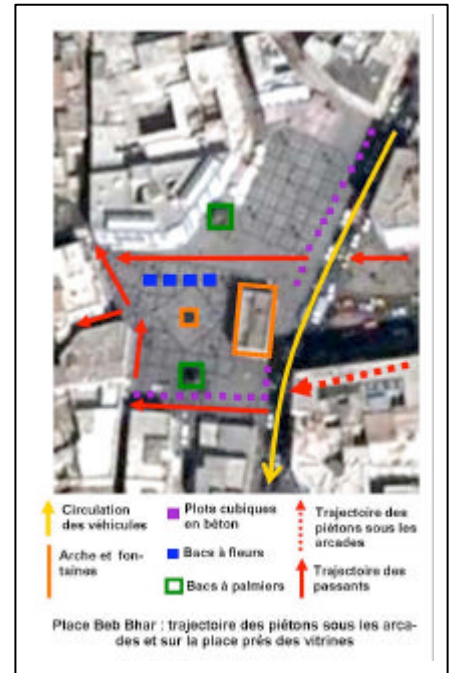 Circulation
des véhicules
Arche et fon-
taines
Plots cubiques
en béton
Bacs à fleurs
Bacs à palmiers
Trajectoire des
piétons sous les
arcades
Trajectoire des
passants
Place Beb Bhar : trajectoire des piétons sous les arca-
des et sur la place prés des vitrines